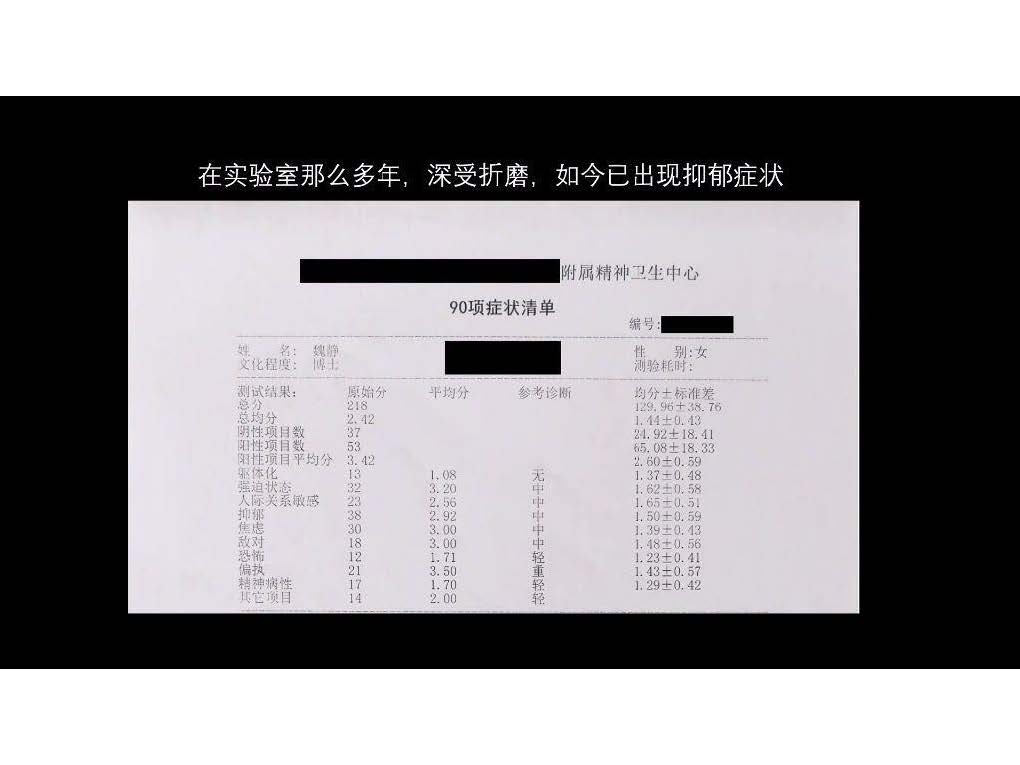 在实验室那么多年，深受折磨，如今已出现抑郁症状
附属精神卫生中心
90项症状清单
编号:
姓 名: 魏静 性 别:女
文化程度: 博士 测验耗时:
测试结果: 原始分 平均分 参考诊断 均分±标准差
总分 218 129.96±38.76
总均分 2.42 1.44±0.43
阴性项目数 37 24.92±18.41
阳性项目数 53 65.08±18.33
阳性项目平均分 3.42 2.60±0.59
躯体化 13 1.08 无 1.37±0.48
强迫状态 32 3.20 中 1.62±0.58
人际关系敏感 23 2.56 中 1.65±0.51
抑郁 38 2.92 中 1.50±0.59
焦虑 30 3.00 中 1.39±0.43
敌对 18 3.00 中 1.48±0.56
恐怖 12 1.71 轻 1.23±0.41
偏执 21 3.50 重 1.43±0.57
精神病性 17 1.70 轻 1.29±0.42
其它项目 14 2.00 轻